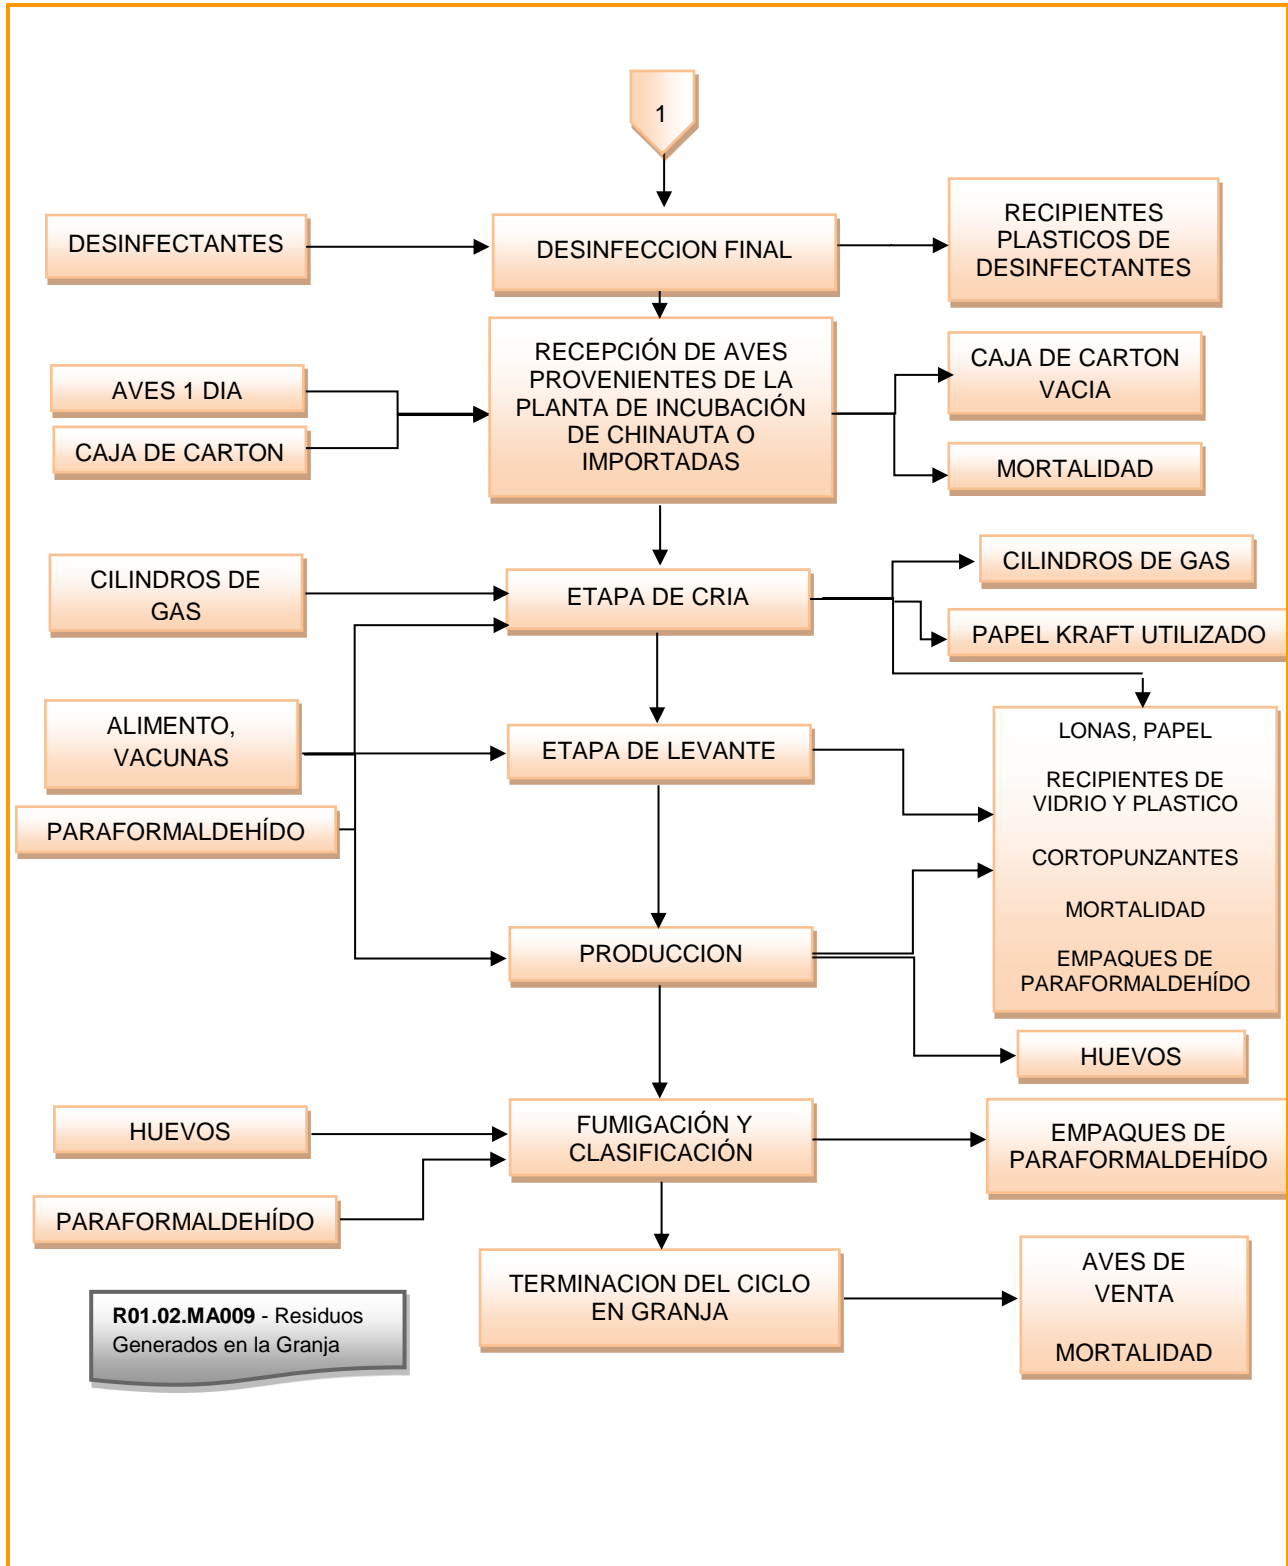 1
DESINFECTANTES
DESINFECCION FINAL
RECIPIENTES
PLASTICOS DE
DESINFECTANTES
AVES 1 DIA
CAJA DE CARTON
RECEPCIÓN DE AVES
PROVENIENTES DE LA
PLANTA DE INCUBACIÓN
DE CHINAUTA O
IMPORTADAS
CAJA DE CARTON
VACIA
MORTALIDAD
CILINDROS DE
GAS
ETAPA DE CRIA
CILINDROS DE GAS
PAPEL KRAFT UTILIZADO
ALIMENTO,
VACUNAS
PARAFORMALDEHÍDO
ETAPA DE LEVANTE
LONAS, PAPEL
RECIPIENTES DE
VIDRIO Y PLASTICO
CORTOPUNZANTES
MORTALIDAD
EMPAQUES DE
PARAFORMALDEHÍDO
PRODUCCION
HUEVOS
HUEVOS
PARAFORMALDEHÍDO
FUMIGACIÓN Y
CLASIFICACIÓN
EMPAQUES DE
PARAFORMALDEHÍDO
TERMINACION DEL CICLO
EN GRANJA
AVES DE
VENTA
MORTALIDAD
R01.02.MA009 - Residuos
Generados en la Granja